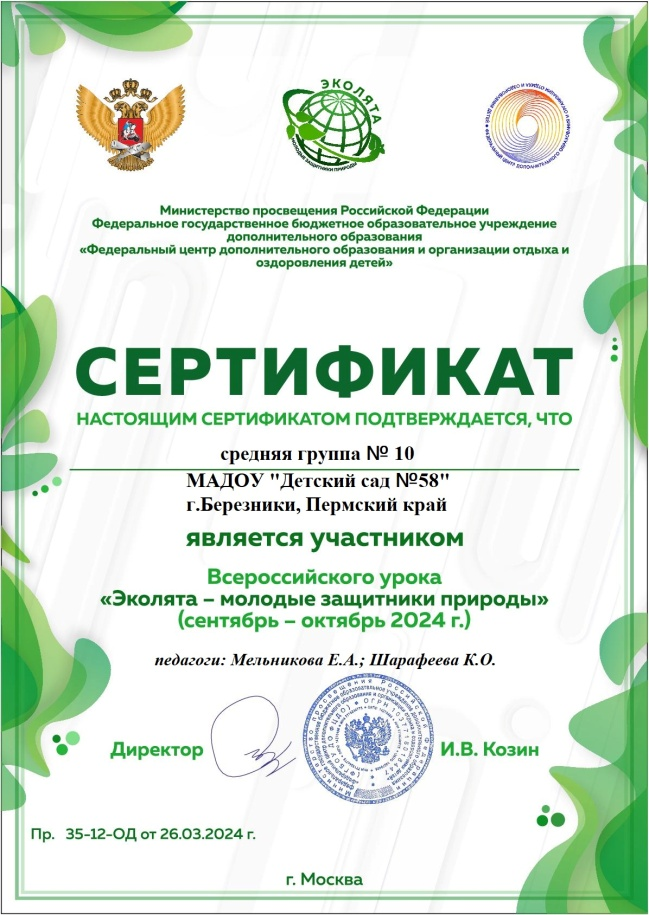 ЭКОЛЯТА
МОЛОДЫЕ ЗАЩИТНИКИ ПРИРОДЫ
Министерство просвещения Российской Федерации
Федеральное государственное бюджетное образовательное учреждение
дополнительного образования
«Федеральный центр дополнительного образования и организации отдыха и
оздоровления детей»
СЕРТИФИКАТ
НАСТОЯЩИМ СЕРТИФИКАТОМ ПОДТВЕРЖДАЕТСЯ, ЧТО
средняя группа № 10
МАДОУ "Детский сад №58"
г.Березники, Пермский край
является участником
Всероссийского урока
«Эколята – молодые защитники природы»
(сентябрь – октябрь 2024 г.)
педагоги: Мельникова Е.А.; Шарафеева К.О.
Директор
И.В. Козин
Пр. 35-12-ОД от 26.03.2024 г.
г. Москва